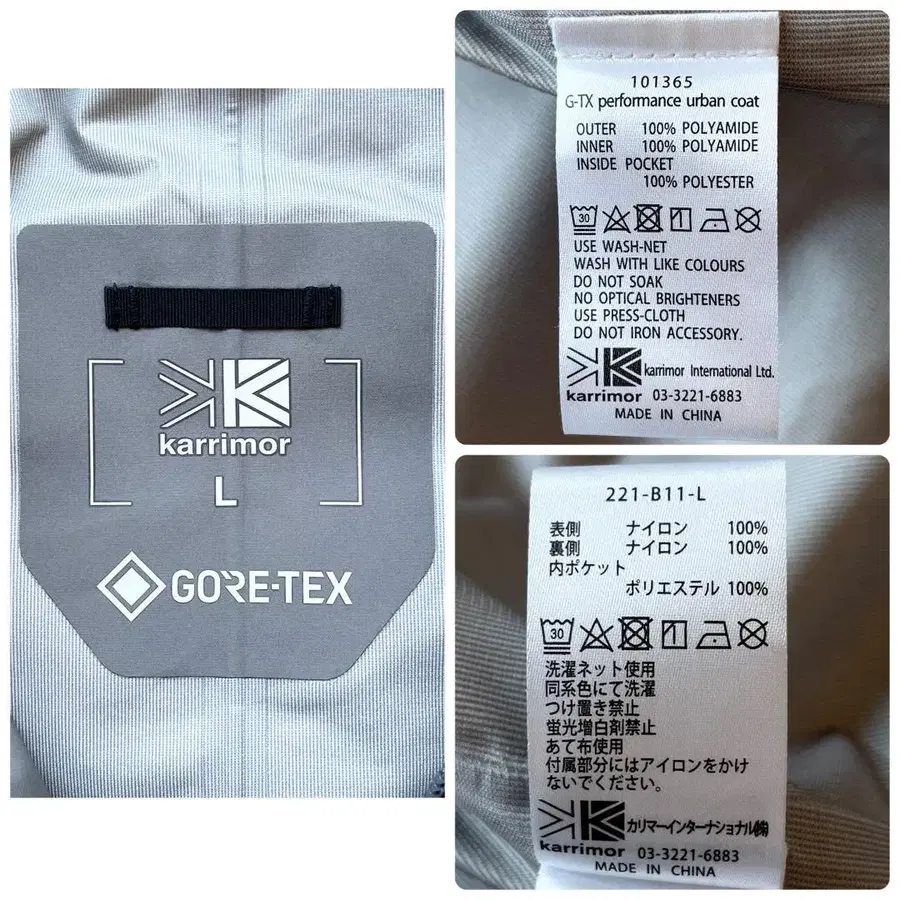 karrimor
L
GORE-TEX
101365
G-TX performance urban coat
OUTER 100% POLYAMIDE
INNER 100% POLYAMIDE
INSIDE POCKET
100% POLYESTER
30
USE WASH-NET
WASH WITH LIKE COLOURS
DO NOT SOAK
NO OPTICAL BRIGHTENERS
USE PRESS-CLOTH
DO NOT IRON ACCESSORY.
karrimor International Ltd.
karrimor 03-3221-6883
MADE IN CHINA
221-B11-L
表側 ナイロン 100%
裏側 ナイロン 100%
内ポケット
ポリエステル 100%
30
洗濯ネット使用
同系色にて洗濯
つけ置き禁止
蛍光増白剤禁止
あて布使用
付属部分にはアイロンをかけ
ないでください。
カリマーインターナショナル㈱
karrimor 03-3221-6883
MADE IN CHINA